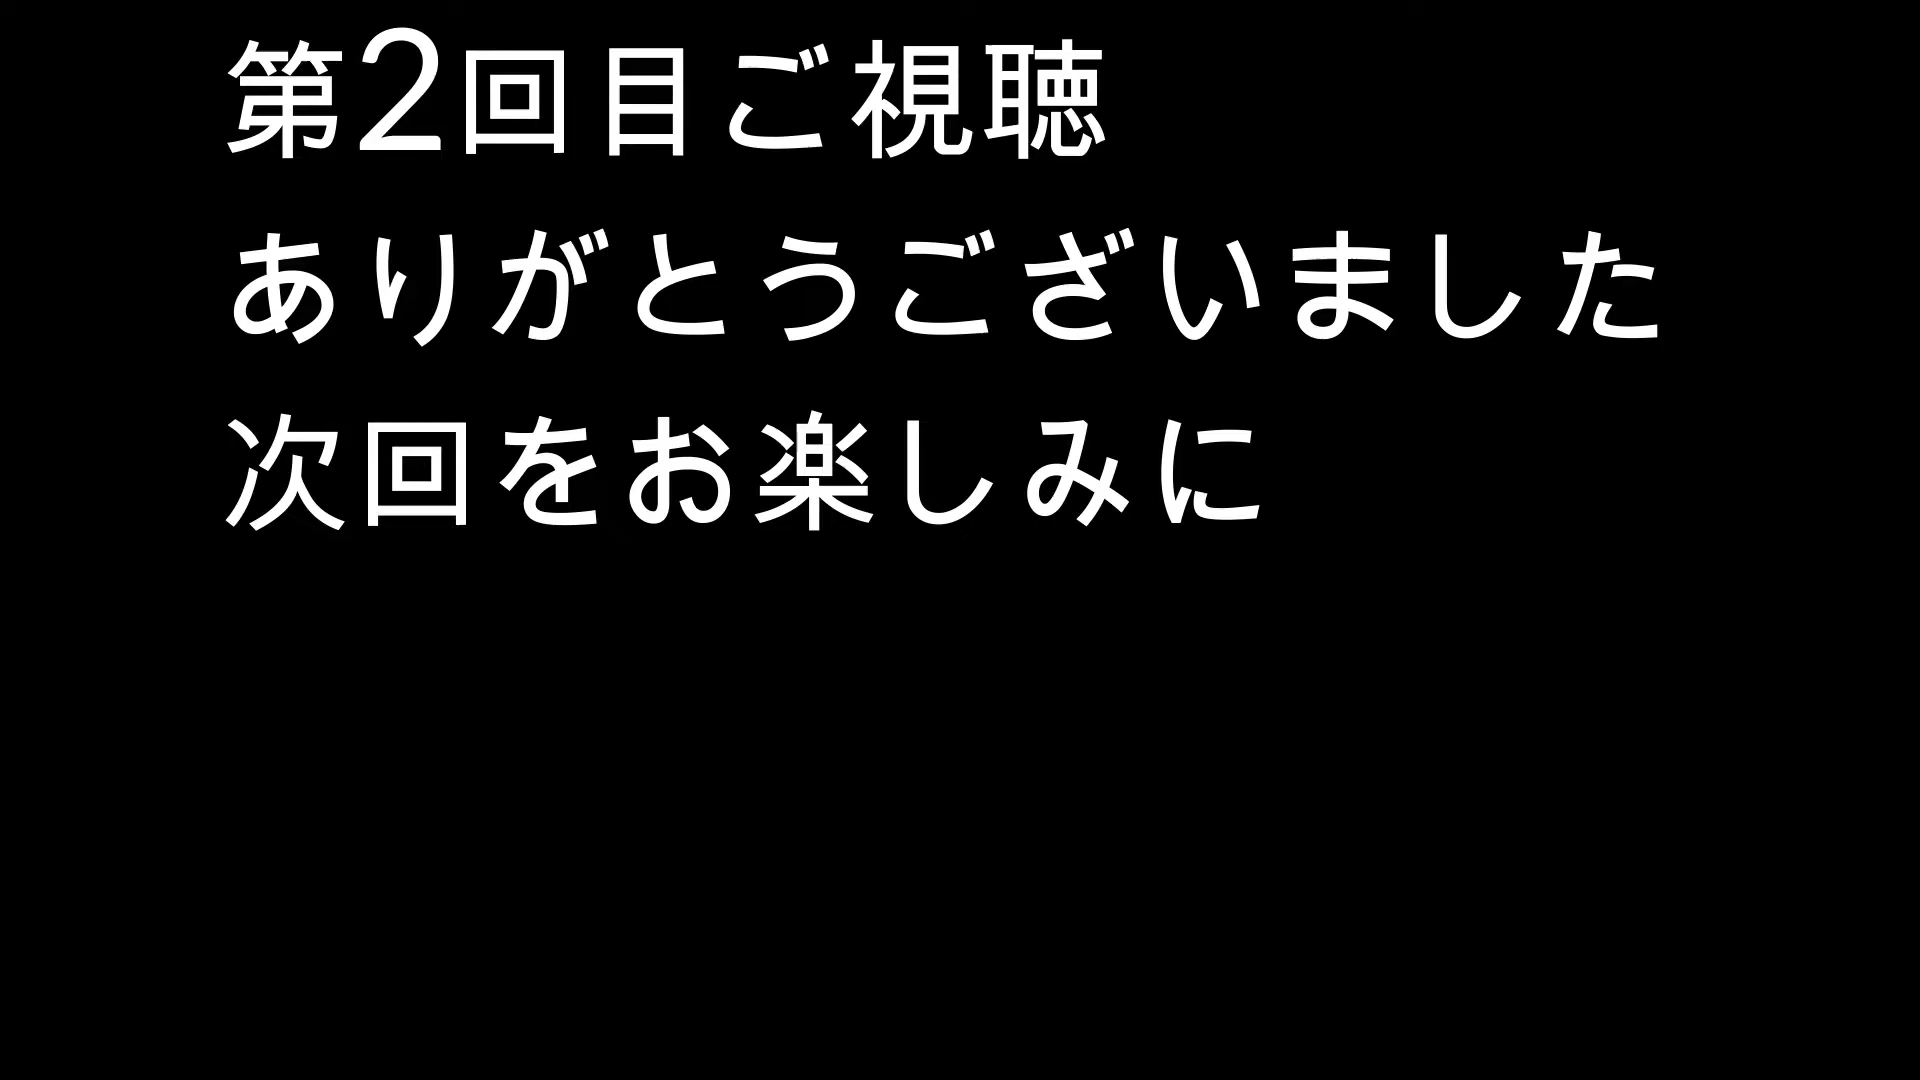 第2回目ご視聴
ありがとうございました
次回をお楽しみに